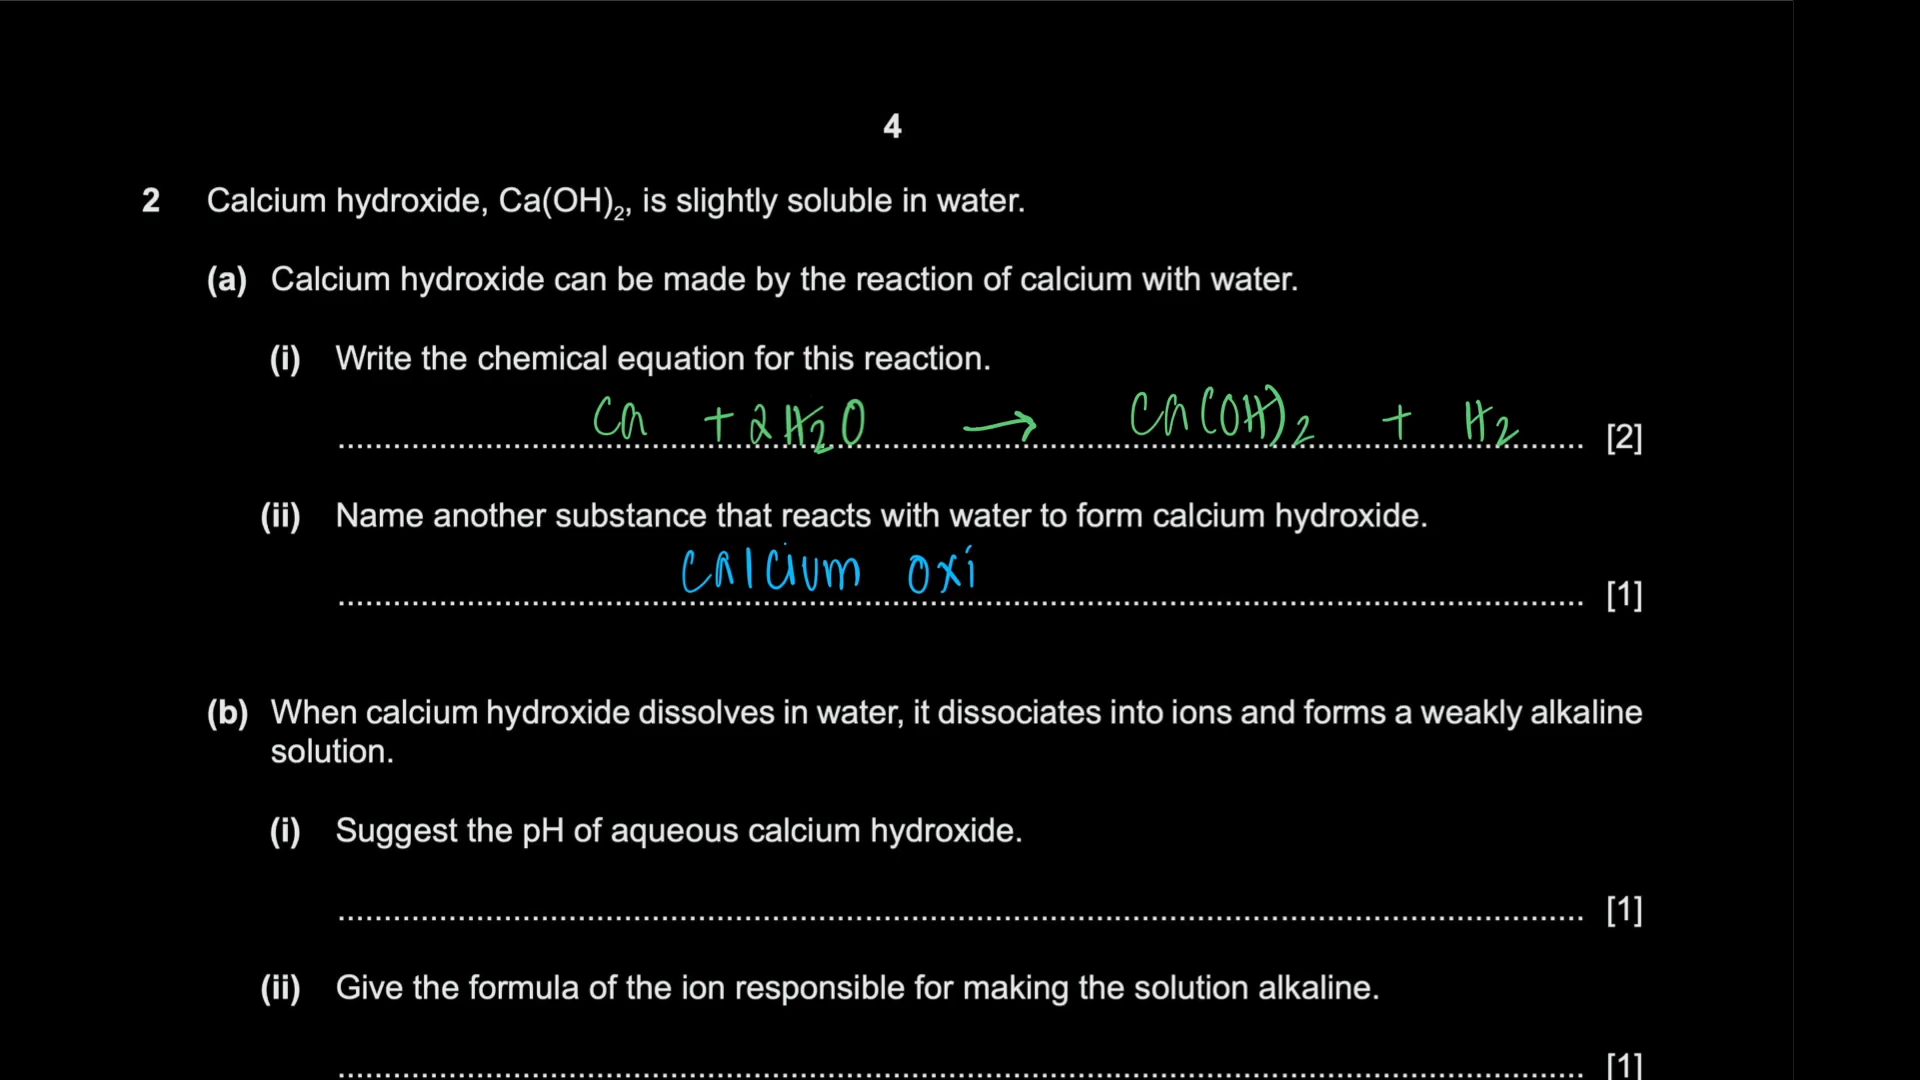 4
2 Calcium hydroxide, Ca(OH)₂, is slightly soluble in water.
(a) Calcium hydroxide can be made by the reaction of calcium with water.
(i) Write the chemical equation for this reaction.
Ca + 2H₂O → Ca(OH)₂ + H₂ [2]
(ii) Name another substance that reacts with water to form calcium hydroxide.
calcium oxi [1]
(b) When calcium hydroxide dissolves in water, it dissociates into ions and forms a weakly alkaline
solution.
(i) Suggest the pH of aqueous calcium hydroxide.
[1]
(ii) Give the formula of the ion responsible for making the solution alkaline.
[1]